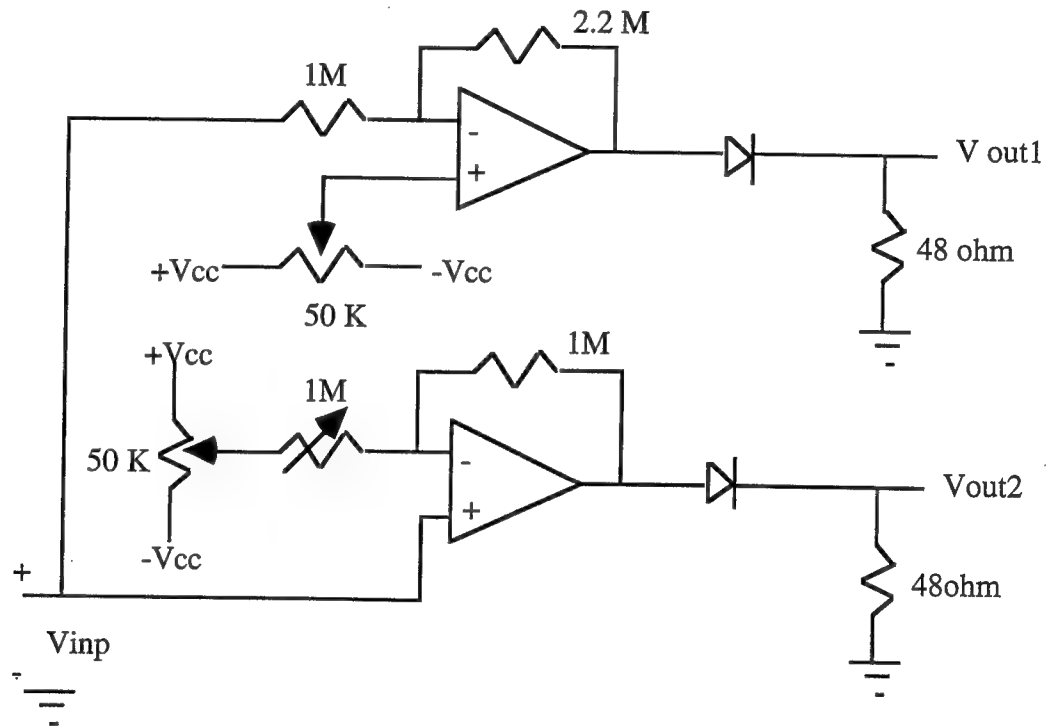 2.2 M
1M
-
+
V out1
48 ohm
+Vcc
-Vcc
50 K
-
+Vcc
1M
1M
50 K
-
+
Vout2
-Vcc
48ohm
+
Vinp
-
-
-